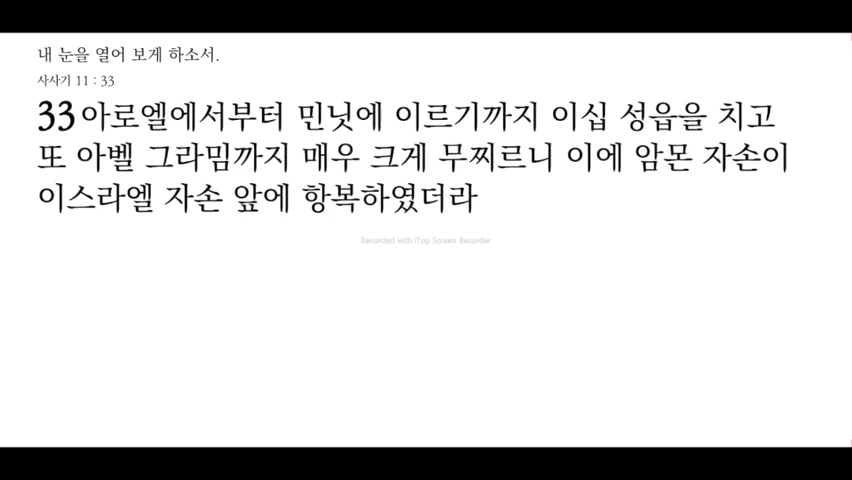 내 눈을 열어 보게 하소서.
사사기 11 : 33
33아로엘에서부터 민닛에 이르기까지 이십 성읍을 치고
또 아벨 그라밈까지 매우 크게 무찌르니 이에 암몬 자손이
이스라엘 자손 앞에 항복하였더라
Recorded with iTop Screen Recorder